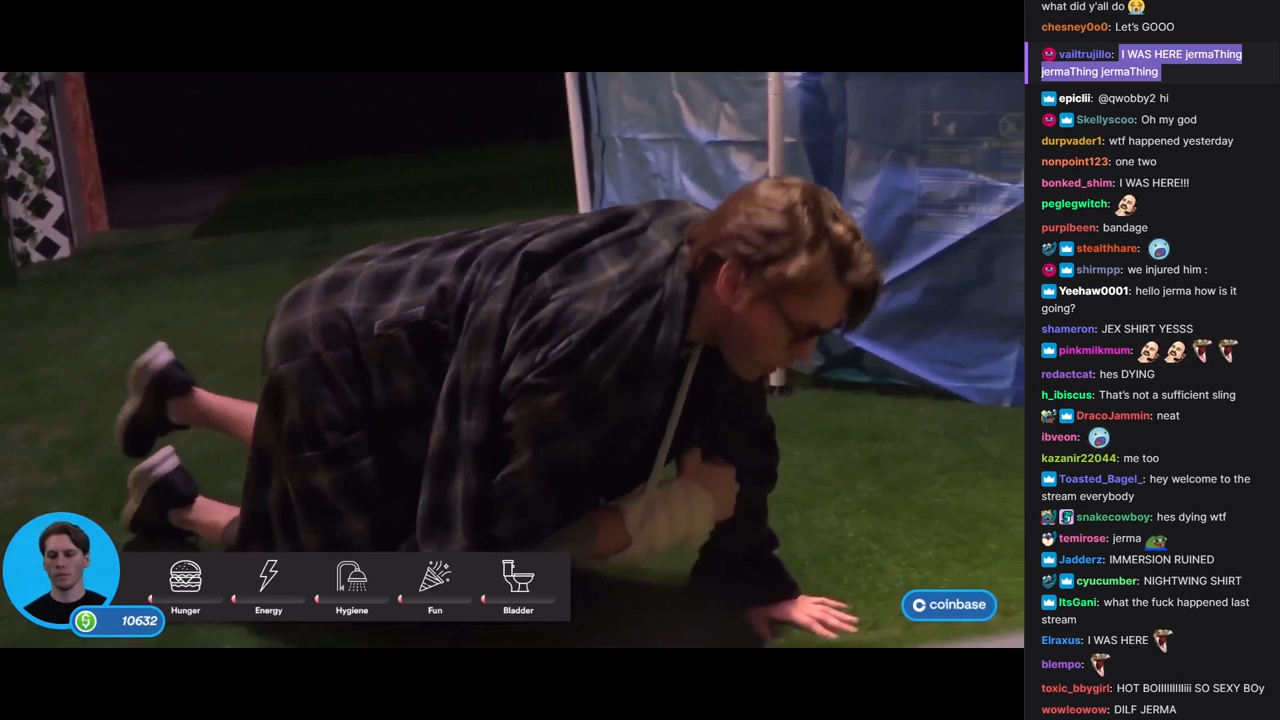 what did y'all do
chesney0o0: Let's GOOO
vailtrujillo: I WAS HERE jermaThing
jermaThing jermaThing
epiclii: @qwobby2 hi
Skellyscoo: Oh my god
durpvader1: wtf happened yesterday
nonpoint123: one two
bonked_shim: I WAS HERE!!!
peglegwitch:
purplbeen: bandage
stealthhare:
shirmpp: we injured him :
Yeehaw0001: hello jerma how is it
going?
shameron: JEX SHIRT YESSS
pinkmilkmum:
redactcat: hes DYING
h_ibiscus: That's not a sufficient sling
DracoJammin: neat
ibveon:
kazanir22044: me too
Toasted_Bagel_: hey welcome to the
stream everybody
snakecowboy: hes dying wtf
temirose: jerma
Jadderz: IMMERSION RUINED
cyucumber: NIGHTWING SHIRT
ItsGani: what the fuck happened last
stream
Elraxus: I WAS HERE
blempo:
toxic_bbygirl: HOT BOIIIIIIIIIiii SO SEXY BOy
wowleowow: DILF JERMA
Hunger
Energy
Hygiene
Fun
Bladder
10632
coinbase